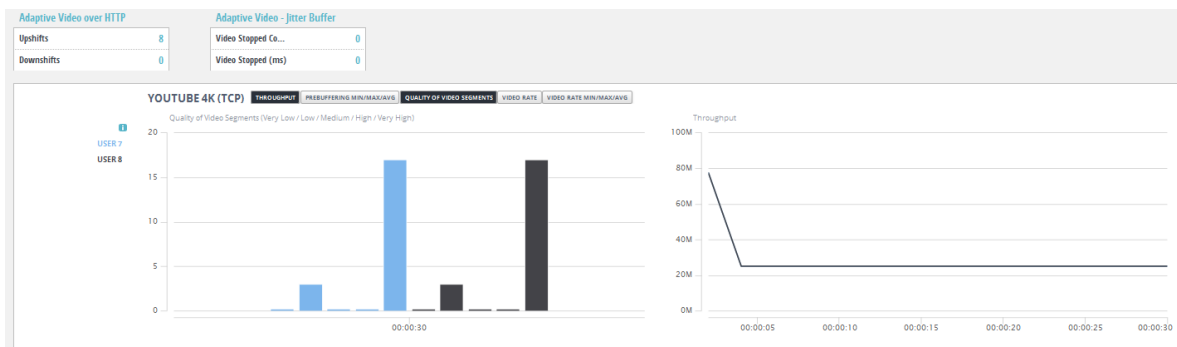 Adaptive Video over HTTP
Upshifts 8
Downshifts 0
Adaptive Video - Jitter Buffer
Video Stopped Co... 0
Video Stopped (ms) 0
YOUTUBE 4K (TCP) THROUGHPUT PREBUFFERING MIN/MAX/AVG QUALITY OF VIDEO SEGMENTS VIDEO RATE VIDEO RATE MIN/MAX/AVG
i
USER 7
USER 8
Quality of Video Segments (Very Low / Low / Medium / High / Very High)
20
15
10
5
0
00:00:30
Throughput
100M
80M
60M
40M
20M
0M
00:00:05 00:00:10 00:00:15 00:00:20 00:00:25 00:00:30